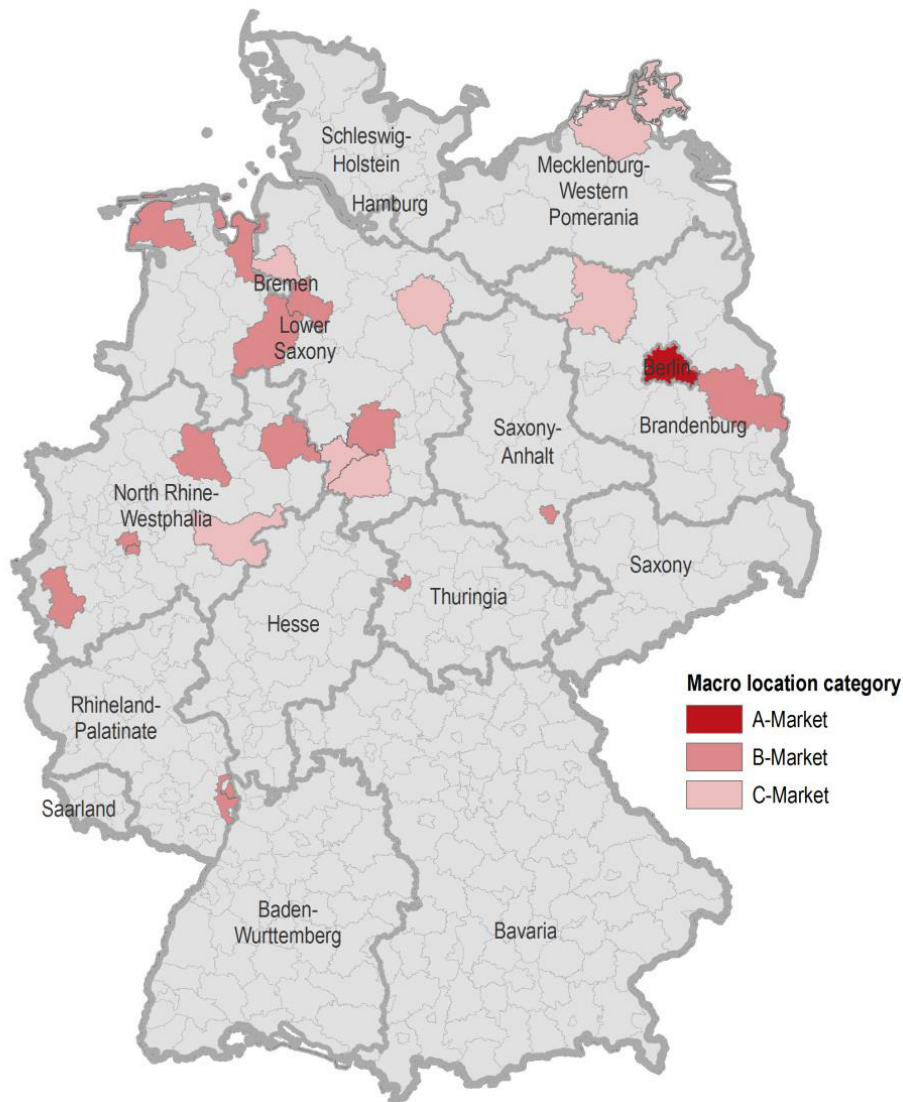 Schleswig-
Holstein
Hamburg
Mecklenburg-
Western
Pomerania
Bremen
Lower
Saxony
Berlin
Brandenburg
Saxony-
Anhalt
North Rhine-
Westphalia
Saxony
Thuringia
Hesse
Rhineland-
Palatinate
Saarland
Baden-
Wurttemberg
Bavaria
Macro location category
A-Market
B-Market
C-Market